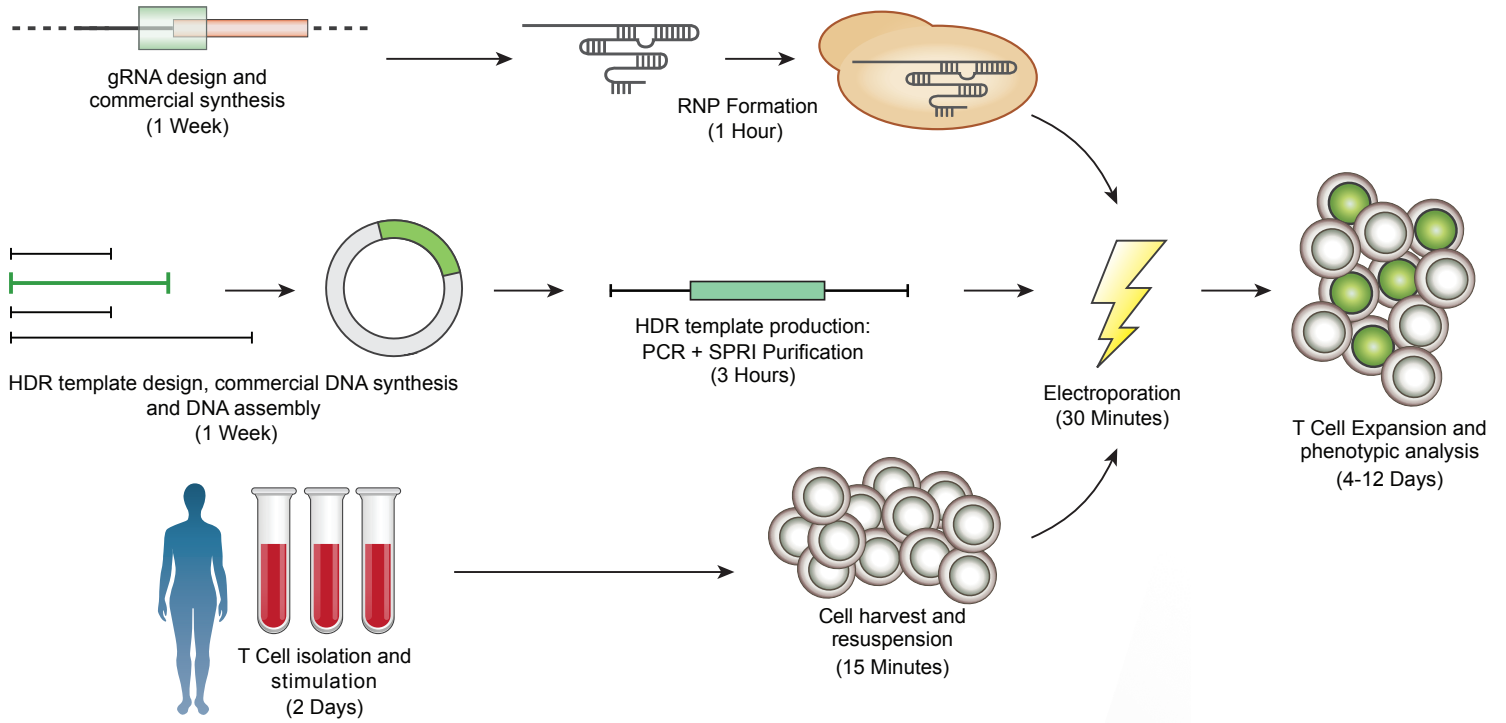 gRNA design and
commercial synthesis
(1 Week)
RNP Formation
(1 Hour)
HDR template design, commercial DNA synthesis
and DNA assembly
(1 Week)
HDR template production:
PCR + SPRI Purification
(3 Hours)
Electroporation
(30 Minutes)
T Cell Expansion and
phenotypic analysis
(4-12 Days)
T Cell isolation and
stimulation
(2 Days)
Cell harvest and
resuspension
(15 Minutes)